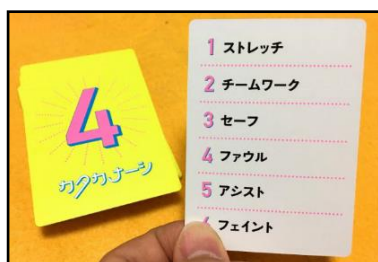 4
カタカナーシ
1 ストレッチ
2 チームワーク
3 セーフ
4 ファウル
5 アシスト
6 フェイント